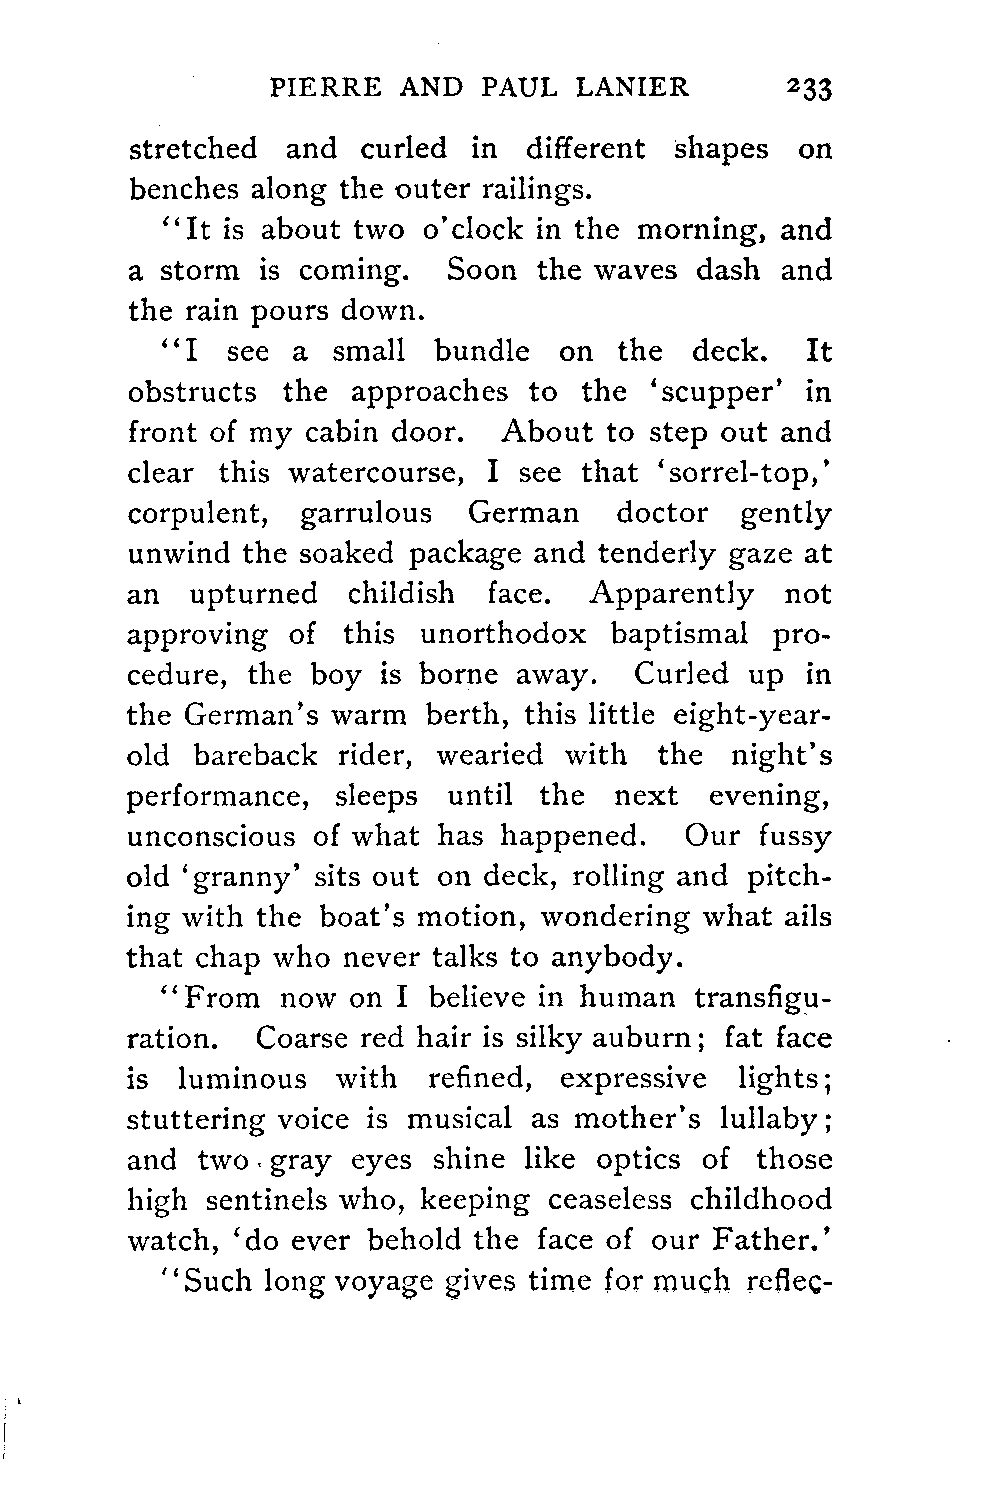 PIERRE AND PAUL LANIER 233
stretched and curled in different shapes on
benches along the outer railings.
"It is about two o'clock in the morning, and
a storm is coming. Soon the waves dash and
the rain pours down.
"I see a small bundle on the deck. It
obstructs the approaches to the 'scupper' in
front of my cabin door. About to step out and
clear this watercourse, I see that 'sorrel-top,'
corpulent, garrulous German doctor gently
unwind the soaked package and tenderly gaze at
an upturned childish face. Apparently not
approving of this unorthodox baptismal pro-
cedure, the boy is borne away. Curled up in
the German's warm berth, this little eight-year-
old bareback rider, wearied with the night's
performance, sleeps until the next evening,
unconscious of what has happened. Our fussy
old 'granny' sits out on deck, rolling and pitch-
ing with the boat's motion, wondering what ails
that chap who never talks to anybody.
"From now on I believe in human transfigu-
ration. Coarse red hair is silky auburn; fat face
is luminous with refined, expressive lights;
stuttering voice is musical as mother's lullaby;
and two gray eyes shine like optics of those
high sentinels who, keeping ceaseless childhood
watch, 'do ever behold the face of our Father.'
"Such long voyage gives time for much reflec-